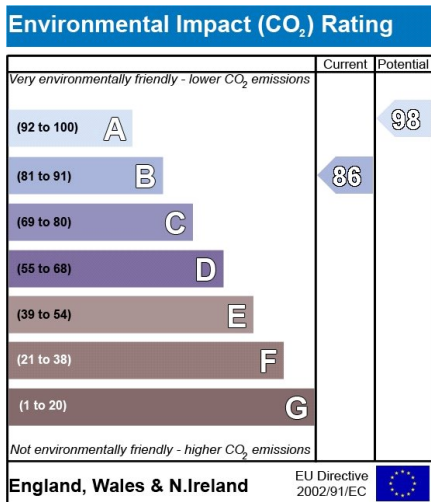 Environmental Impact (CO₂) Rating
Current Potential
Very environmentally friendly - lower CO₂ emissions
(92 to 100) A
98
(81 to 91) B
86
(69 to 80) C
(55 to 68) D
(39 to 54) E
(21 to 38) F
(1 to 20) G
Not environmentally friendly - higher CO₂ emissions
England, Wales & N.Ireland
EU Directive
2002/91/EC